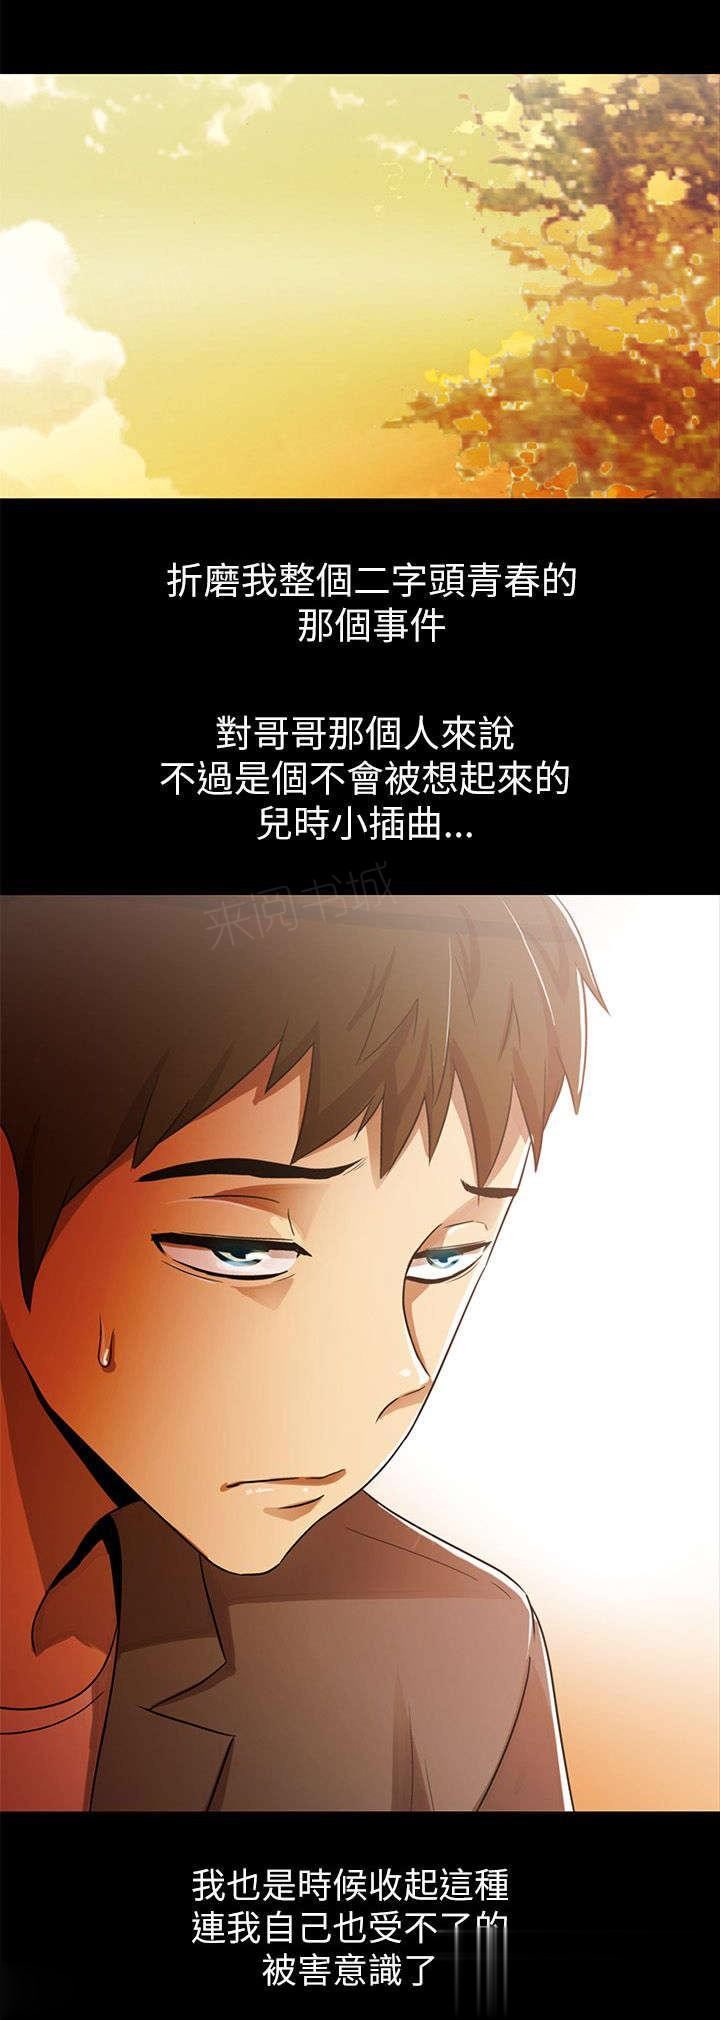 折磨我整個二字頭青春的
那個事件
對哥哥那個人來說
不過是個不會被想起來的
兒時小插曲...
来阅书城
我也是時候收起這種
連我自己也受不了的
被害意識了